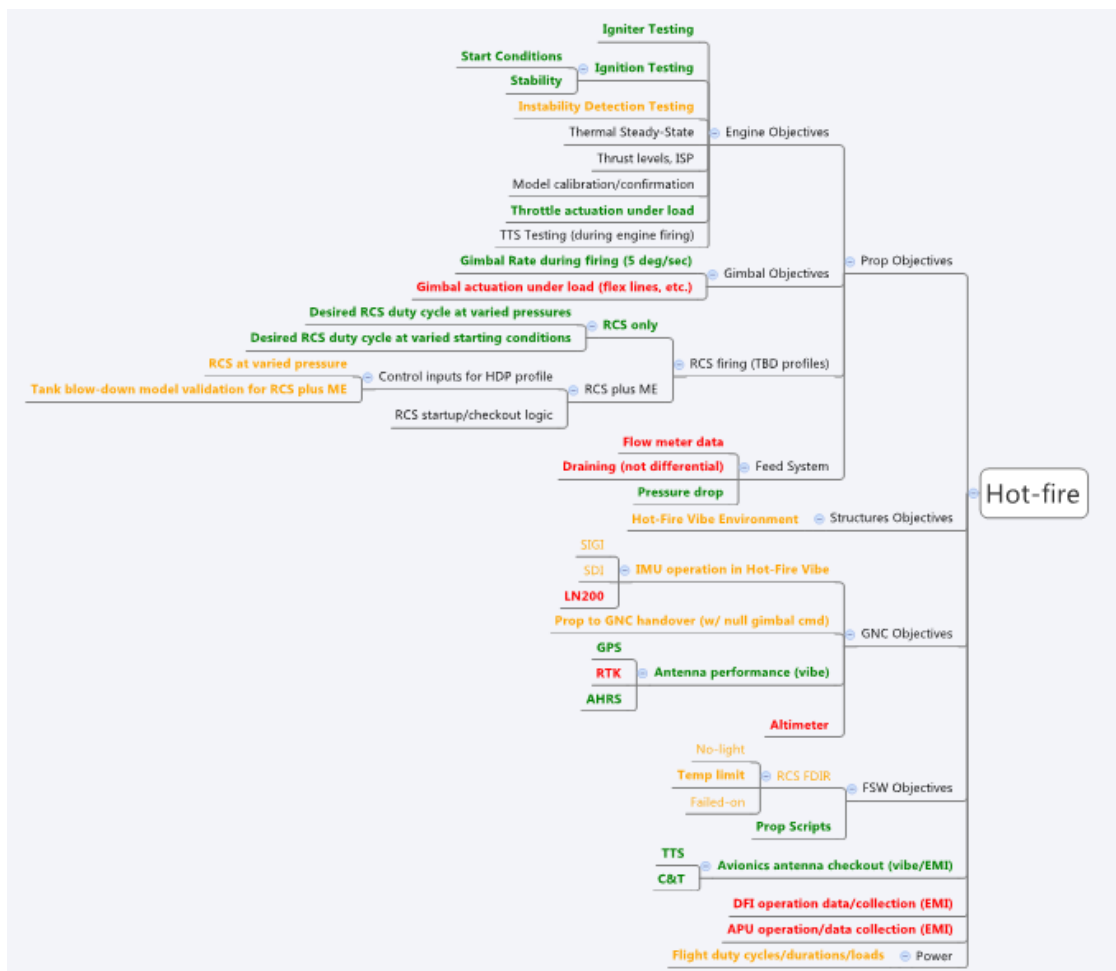 Igniter Testing
Start Conditions
Ignition Testing
Stability
Instability Detection Testing
Thermal Steady-State
Engine Objectives
Thrust levels, ISP
Model calibration/confirmation
Throttle actuation under load
TTS Testing (during engine firing)
Gimbal Rate during firing (5 deg/sec)
Gimbal Objectives
Prop Objectives
Gimbal actuation under load (flex lines, etc.)
Desired RCS duty cycle at varied pressures
RCS only
Desired RCS duty cycle at varied starting conditions
RCS at varied pressure
RCS firing (TBD profiles)
Control inputs for HDP profile
Tank blow-down model validation for RCS plus ME
RCS plus ME
RCS startup/checkout logic
Flow meter data
Draining (not differential)
Feed System
Pressure drop
Hot-fire
Hot-Fire Vibe Environment
Structures Objectives
SIGI
SDI
IMU operation in Hot-Fire Vibe
LN200
Prop to GNC handover (w/ null gimbal cmd)
GNC Objectives
GPS
RTK
Antenna performance (vibe)
AHRS
Altimeter
No-light
Temp limit
RCS FDIR
FSW Objectives
Failed-on
Prop Scripts
TTS
Avionics antenna checkout (vibe/EMI)
C&T
DFI operation data/collection (EMI)
APU operation/data collection (EMI)
Flight duty cycles/durations/loads
Power